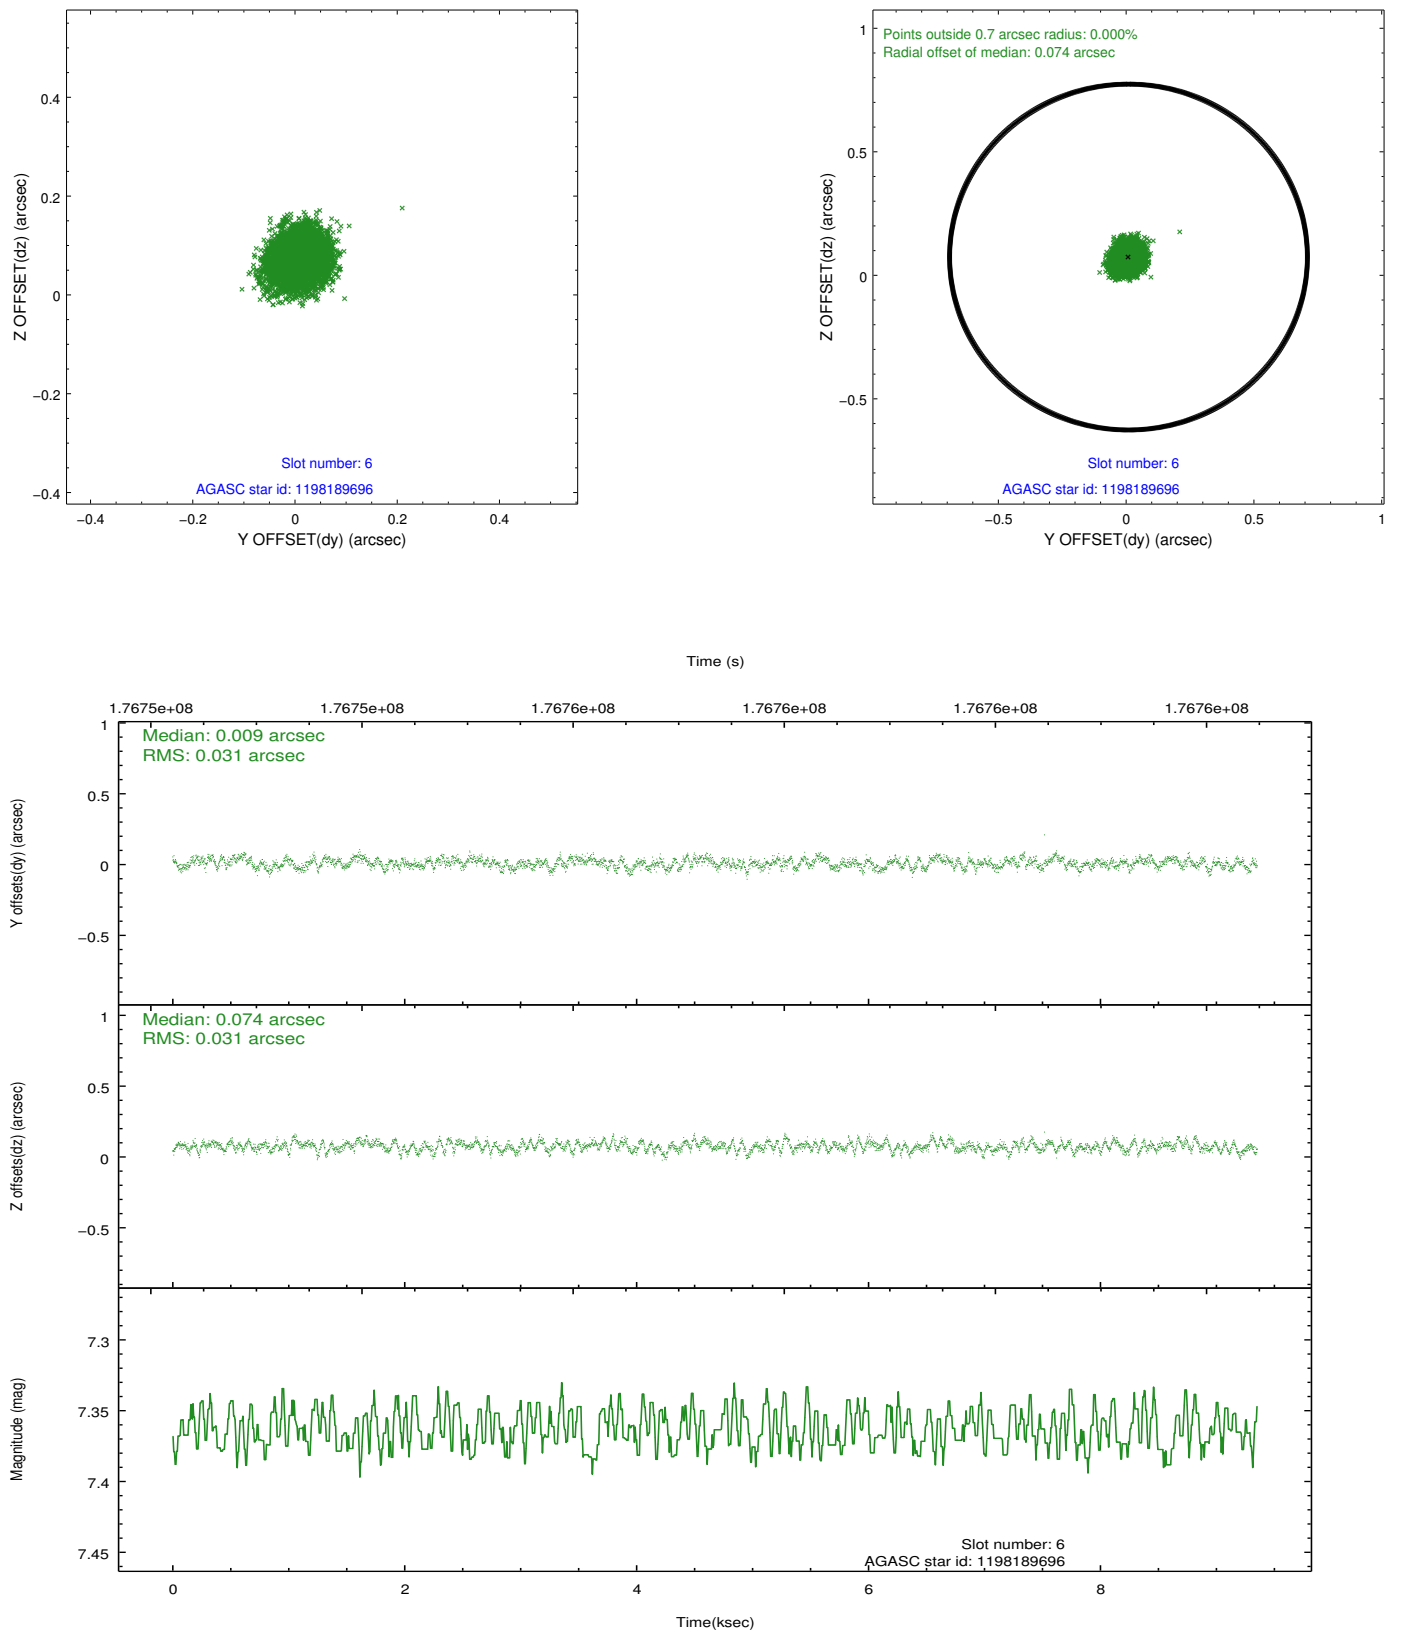 0.4
0.2
0
−0.2
−0.4
−0.4
−0.2
0
0.2
0.4
Z OFFSET(dz) (arcsec)
Y OFFSET(dy) (arcsec)
Slot number: 6
AGASC star id: 1198189696
Points outside 0.7 arcsec radius: 0.000%
Radial offset of median: 0.074 arcsec
1
0.5
0
−0.5
−0.5
0
0.5
1
Z OFFSET(dz) (arcsec)
Y OFFSET(dy) (arcsec)
Slot number: 6
AGASC star id: 1198189696
Time (s)
1.7675e+08 1.7675e+08 1.7676e+08 1.7676e+08 1.7676e+08 1.7676e+08
Median: 0.009 arcsec
RMS: 0.031 arcsec
1
0.5
0
−0.5
Y offsets(dy) (arcsec)
Median: 0.074 arcsec
RMS: 0.031 arcsec
1
0.5
0
−0.5
Z offsets(dz) (arcsec)
7.3
7.35
7.4
7.45
Magnitude (mag)
Slot number: 6
AGASC star id: 1198189696
0 2 4 6 8
Time(ksec)